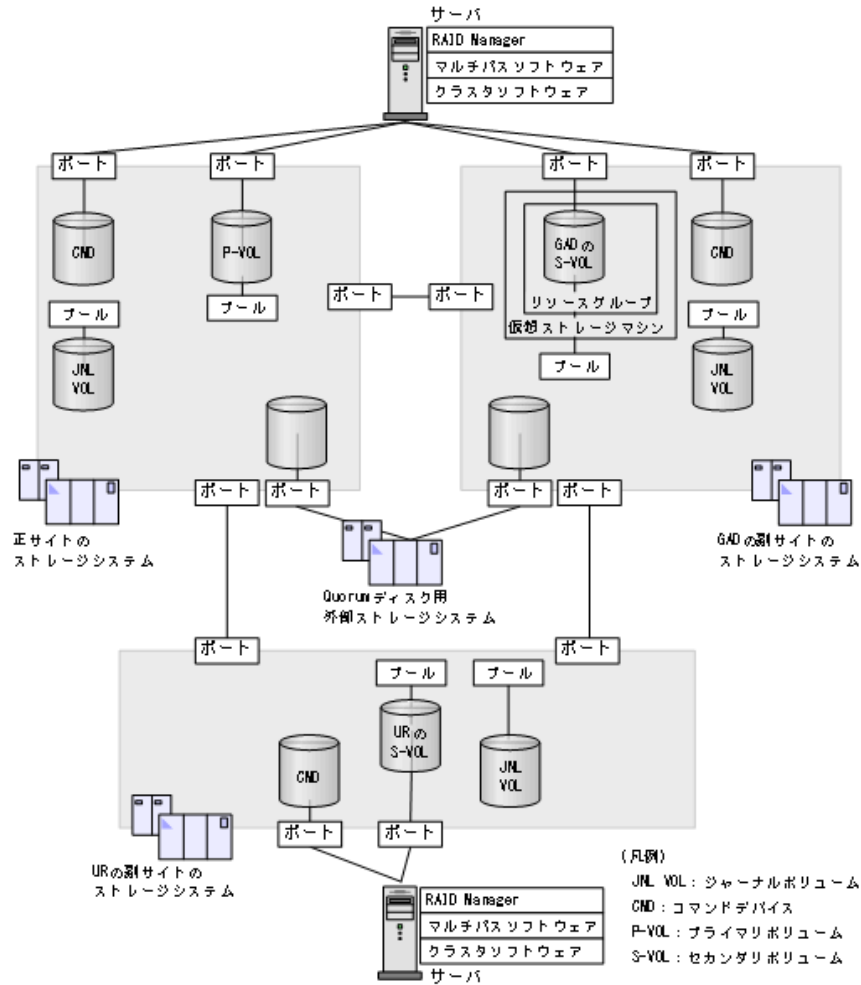 サーバ
RAID Manager
マルチパスソフトウェア
クラスタソフトウェア
ポート
ポート
ポート
ポート
CMD
P-VOL
GADの
S-VOL
CMD
プール
リソースグループ
仮想ストレージマシン
ポート
ポート
プール
プール
プール
JNL
VOL
JNL
VOL
ポート
ポート
ポート
ポート
正サイトの
ストレージシステム
GADの副サイトの
ストレージシステム
Quorumディスク用
外部ストレージシステム
ポート
ポート
プール
プール
URの
S-VOL
CMD
JNL
VOL
ポート
ポート
URの副サイトの
ストレージシステム
RAID Manager
マルチパスソフトウェア
クラスタソフトウェア
サーバ
(凡例)
JNL VOL：ジャーナルボリューム
CMD：コマンドデバイス
P-VOL：プライマリボリューム
S-VOL：セカンダリボリューム